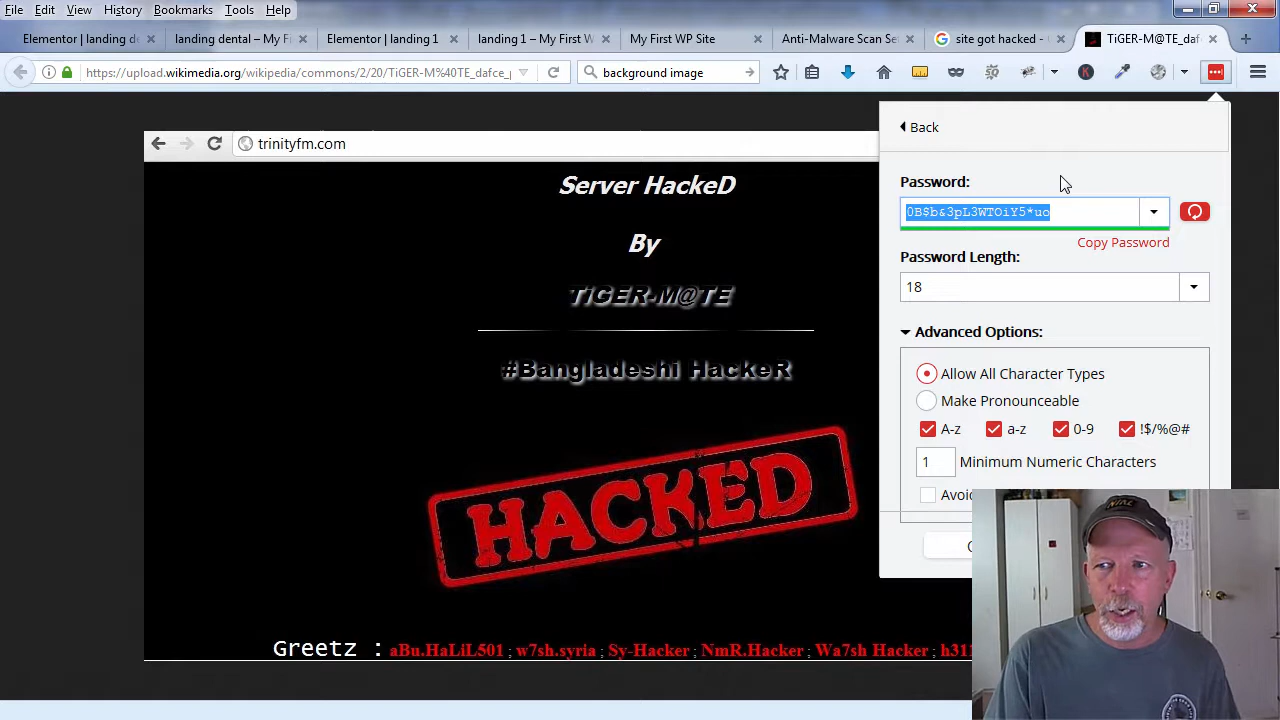 File Edit View History Bookmarks Tools Help
Elementor | landing d
landing dental – My Fi
Elementor | landing 1
landing 1 – My First W
My First WP Site
Anti-Malware Scan Se
site got hacked -
TiGER-M@TE_daf
https://upload.wikimedia.org/wikipedia/commons/2/20/TiGER-M%40TE_dafce_
background image
Back
trinityfm.com
Password:
Server HackeD
0B$b&3pL3WTOiY5*uo
By
Copy Password
Password Length:
18
TiGER-M@TE
Advanced Options:
#Bangladeshi HackeR
Allow All Character Types
Make Pronounceable
A-z a-z 0-9 !$/%@#
1 Minimum Numeric Characters
HACKED
Greetz : aBu.HaLiL501 ; w7sh.syria ; Sy-Hacker ; NmR.Hacker ; Wa7sh Hacker ;